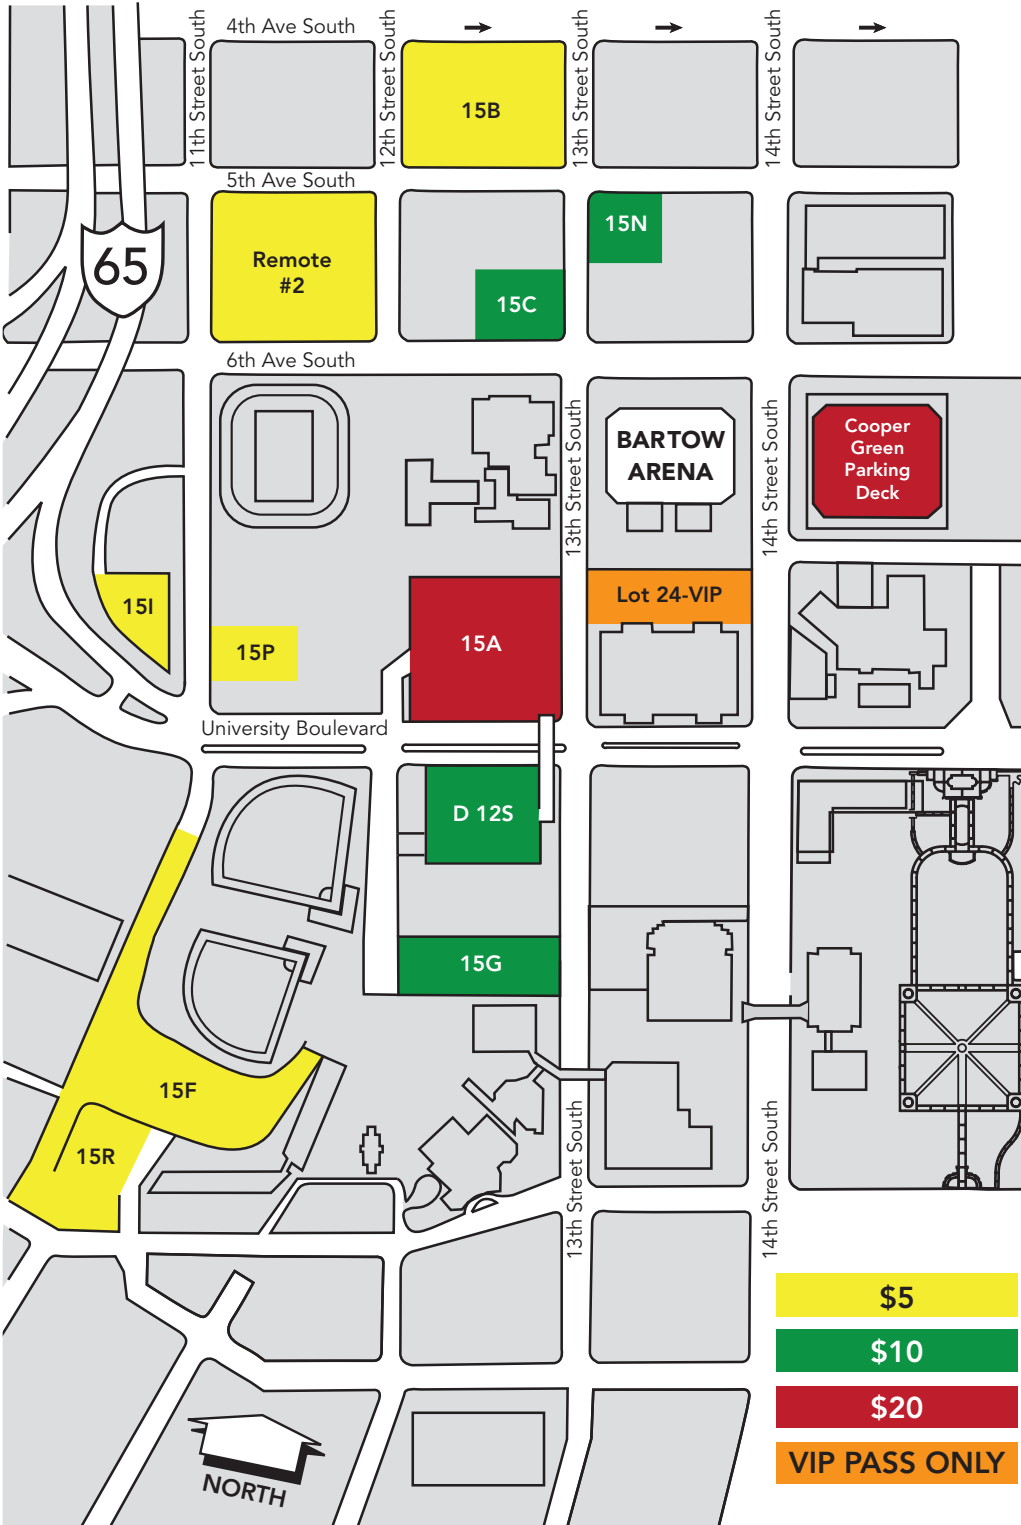 4th Ave South
11th Street South
12th Street South
13th Street South
14th Street South
15B
5th Ave South
65
Remote
#2
15N
15C
6th Ave South
13th Street South
14th Street South
BARTOW
ARENA
Cooper
Green
Parking
Deck
15I
15P
15A
Lot 24-VIP
University Boulevard
D 12S
15G
15F
15R
13th Street South
14th Street South
$5
$10
$20
VIP PASS ONLY
NORTH